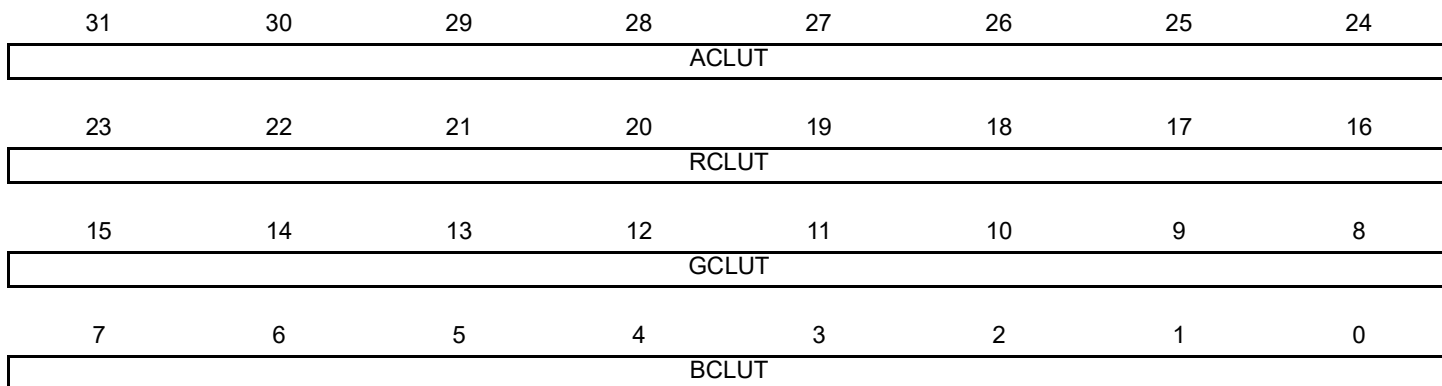 31 30 29 28 27 26 25 24
ACLUT
23 22 21 20 19 18 17 16
RCLUT
15 14 13 12 11 10 9 8
GCLUT
7 6 5 4 3 2 1 0
BCLUT